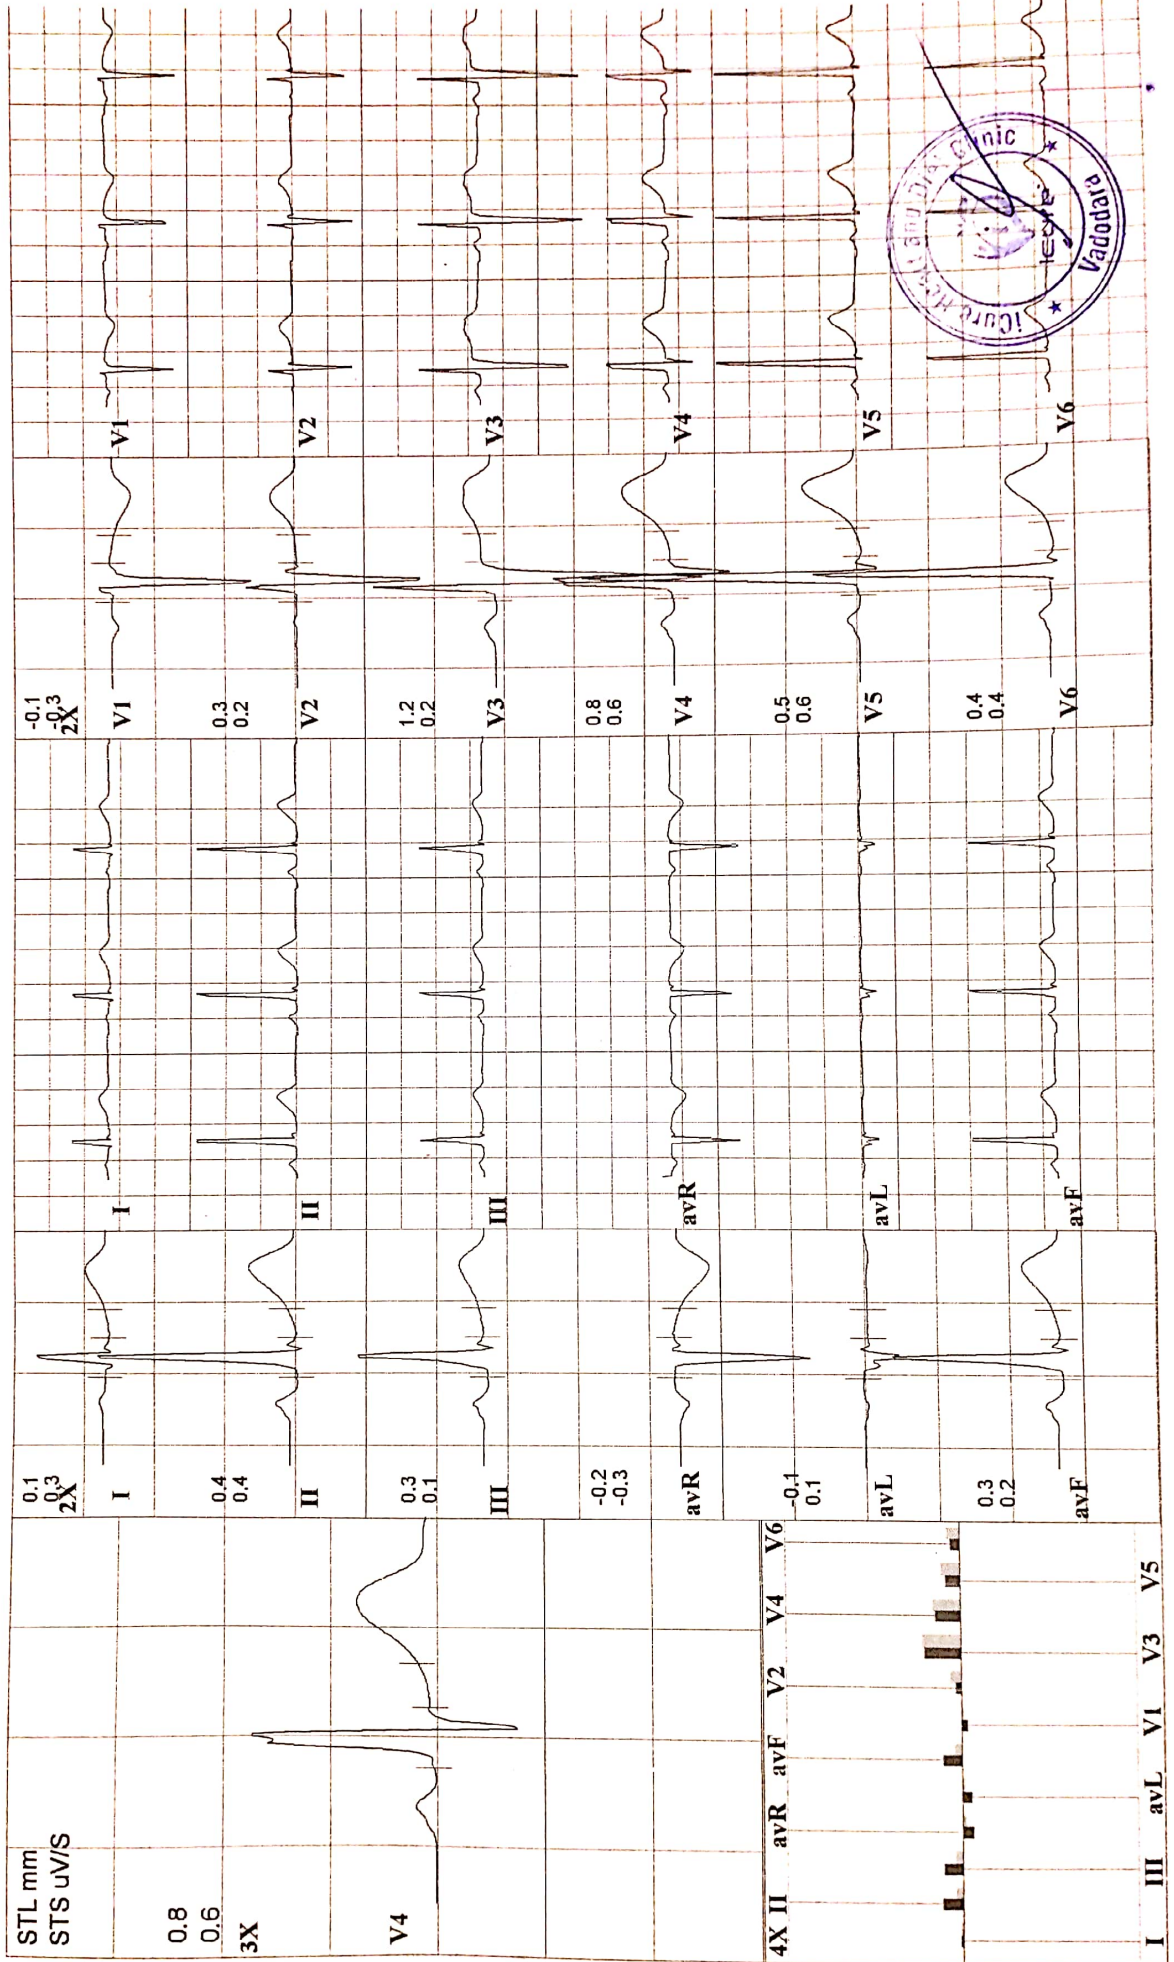 STL mm
STS uV/S
0.8
0.6
3X
V4
4X
I
II
III
avR
avL
avF
V1
V2
V3
V4
V5
V6
0.1
0.3
2X
I
0.4
0.4
II
0.3
0.1
III
-0.2
-0.3
avR
-0.1
0.1
avL
0.3
0.2
avF
I
II
III
avR
avL
avF
-0.1
-0.3
2X
V1
0.3
0.2
V2
1.2
0.2
V3
0.8
0.6
V4
0.5
0.6
V5
0.4
0.4
V6
V1
V2
V3
V4
V5
V6
iCure Clinic
icure
Vadodara